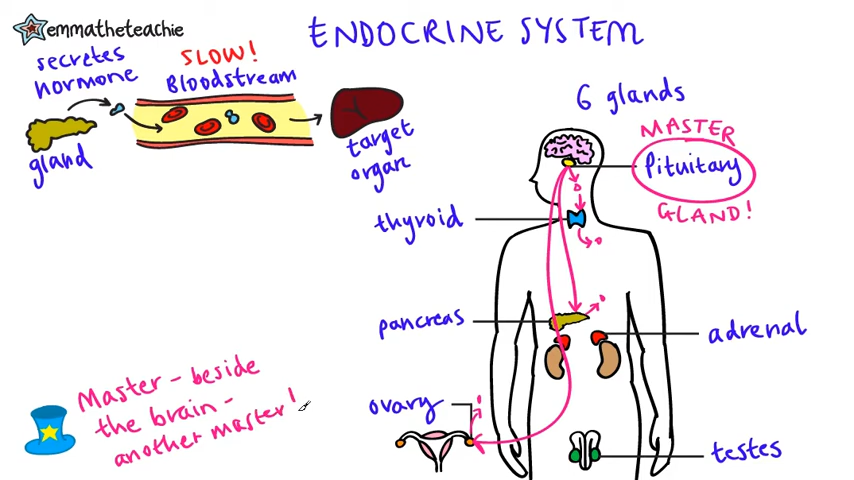 emmatheteachie
ENDOCRINE SYSTEM
secretes
hormone
SLOW!
Bloodstream
gland
target
organ
6 glands
MASTER
Pituitary
GLAND!
thyroid
pancreas
adrenal
ovary
testes
Master - beside
the brain -
another master!